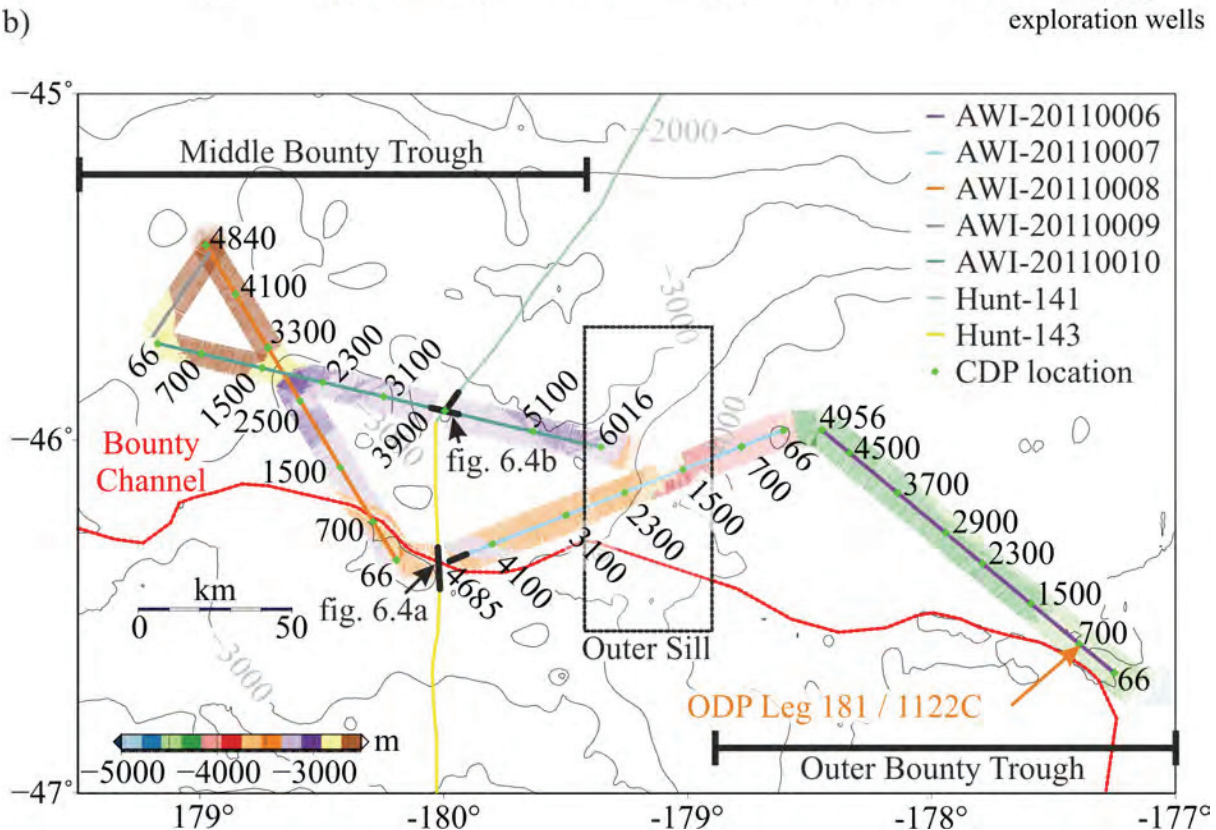 b)
exploration wells
−45°
−46°
−47°
−2000
Middle Bounty Trough
AWI-20110006
AWI-20110007
AWI-20110008
AWI-20110009
AWI-20110010
Hunt-141
Hunt-143
CDP location
4840
4100
3300
−3000
66
700
1500
2300
3100
3900
5100
6016
2500
1500
700
66
−3000
fig. 6.4b
Bounty
Channel
4956
4500
3700
2900
2300
1500
700
66
66
700
1500
2300
3100
4100
4685
fig. 6.4a
km
0 50
Outer Sill
−3000
ODP Leg 181 / 1122C
m
−5000 −4000 −3000
Outer Bounty Trough
179° -180° -179° -178° -177°